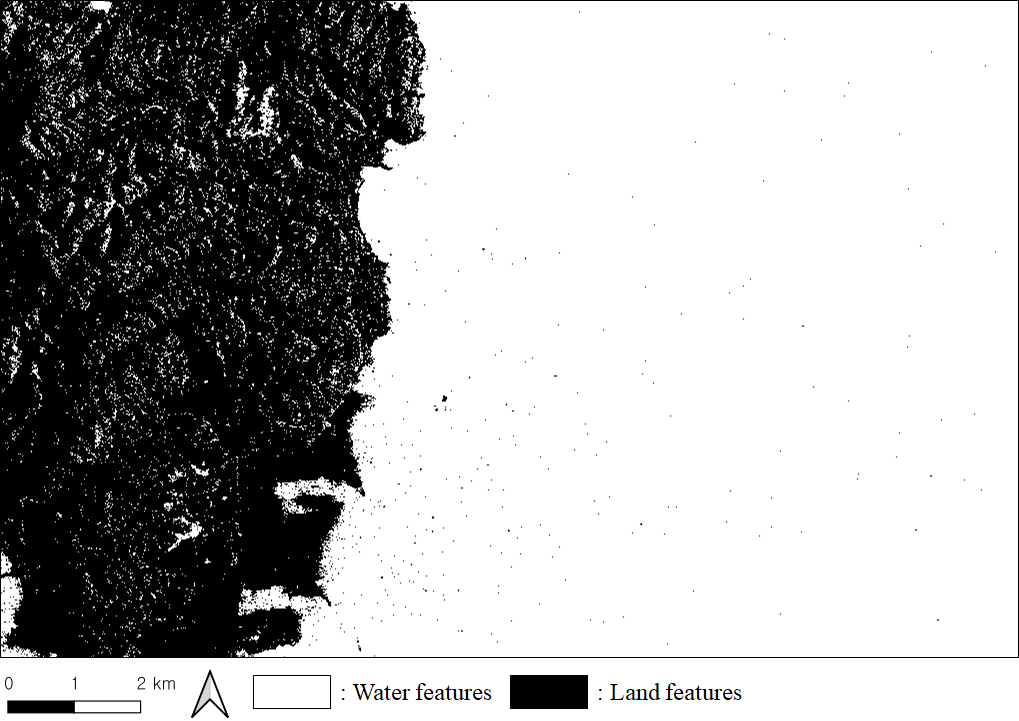 0 1 2 km
: Water features
: Land features